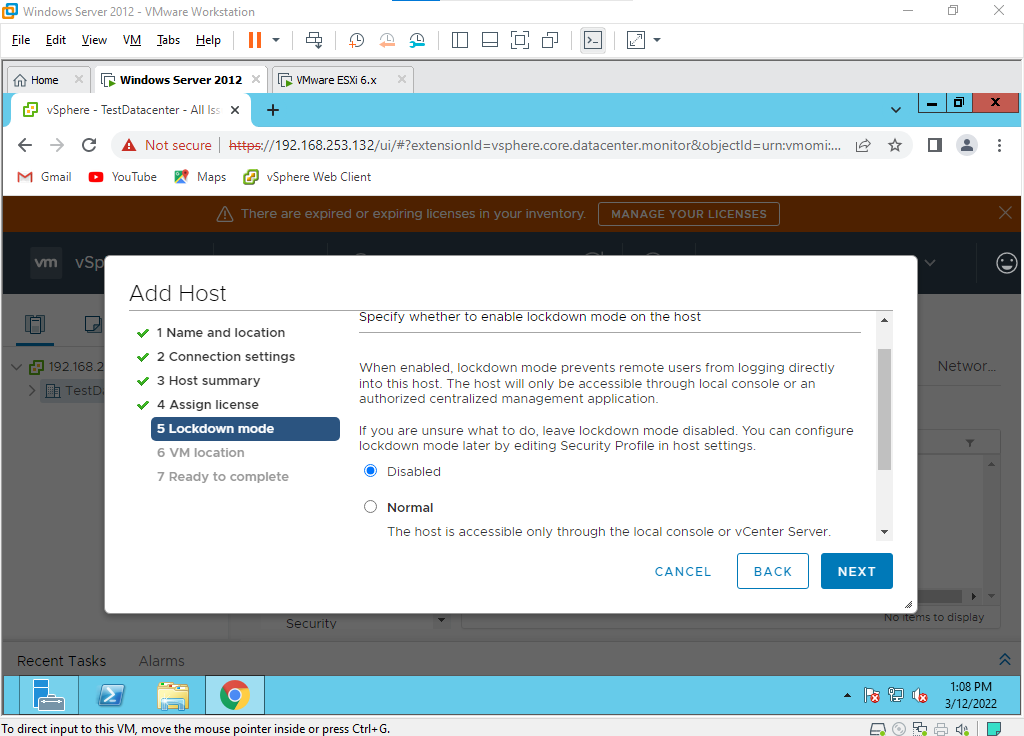 Windows Server 2012 - VMware Workstation
File Edit View VM Tabs Help
Home
Windows Server 2012
VMware ESXi 6.x
vSphere - TestDatacenter - All Iss
Not secure
https://192.168.253.132/ui/#?extensionId=vsphere.core.datacenter.monitor&objectId=urn:vmomi:...
Gmail YouTube Maps vSphere Web Client
There are expired or expiring licenses in your inventory. MANAGE YOUR LICENSES
vm vSp
Add Host
1 Name and location
2 Connection settings
3 Host summary
4 Assign license
5 Lockdown mode
6 VM location
7 Ready to complete
Specify whether to enable lockdown mode on the host
When enabled, lockdown mode prevents remote users from logging directly
into this host. The host will only be accessible through local console or an
authorized centralized management application.
If you are unsure what to do, leave lockdown mode disabled. You can configure
lockdown mode later by editing Security Profile in host settings.
Disabled
Normal
The host is accessible only through the local console or vCenter Server.
CANCEL BACK NEXT
192.168.2
TestDa
Networ...
Security
No items to display
Recent Tasks Alarms
1:08 PM
3/12/2022
To direct input to this VM, move the mouse pointer inside or press Ctrl+G.